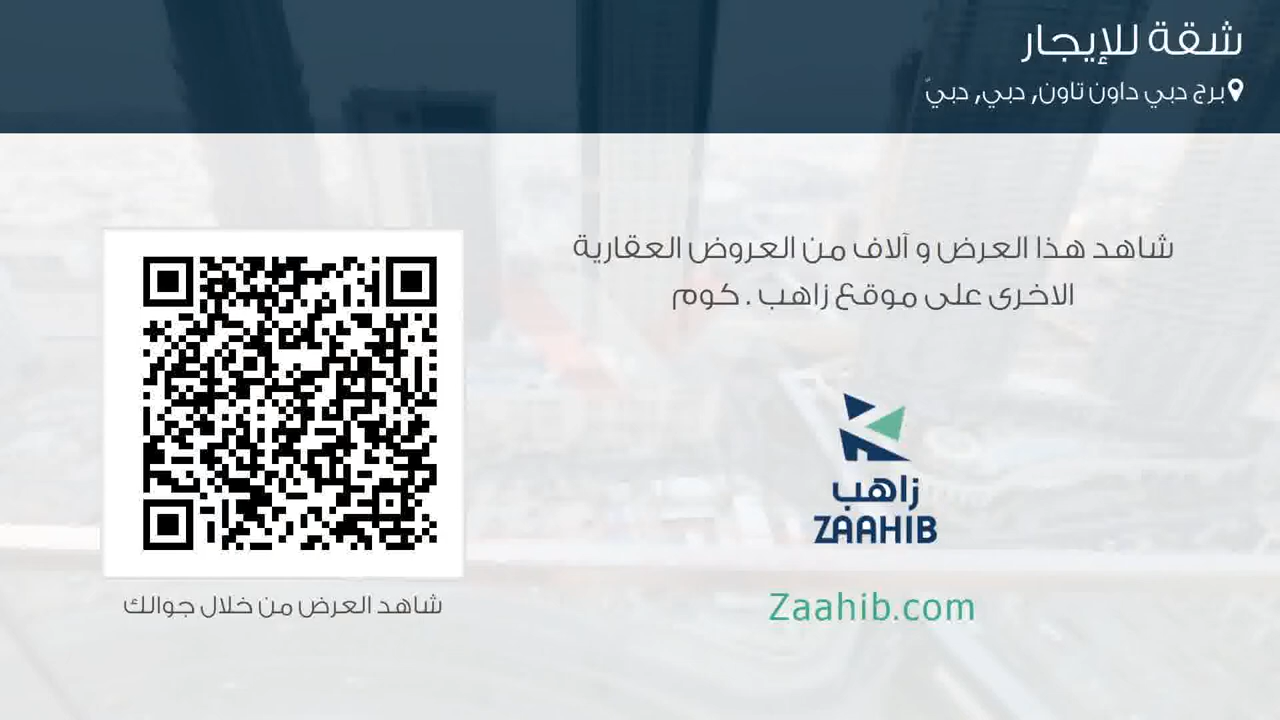 شقة للإيجار
برج دبي داون تاون, دبي, دبيّ
شاهد هذا العرض و آلاف من العروض العقارية
الاخرى على موقع زاهب . كوم
زاهب
ZAAHIB
Zaahib.com
شاهد العرض من خلال جوالك